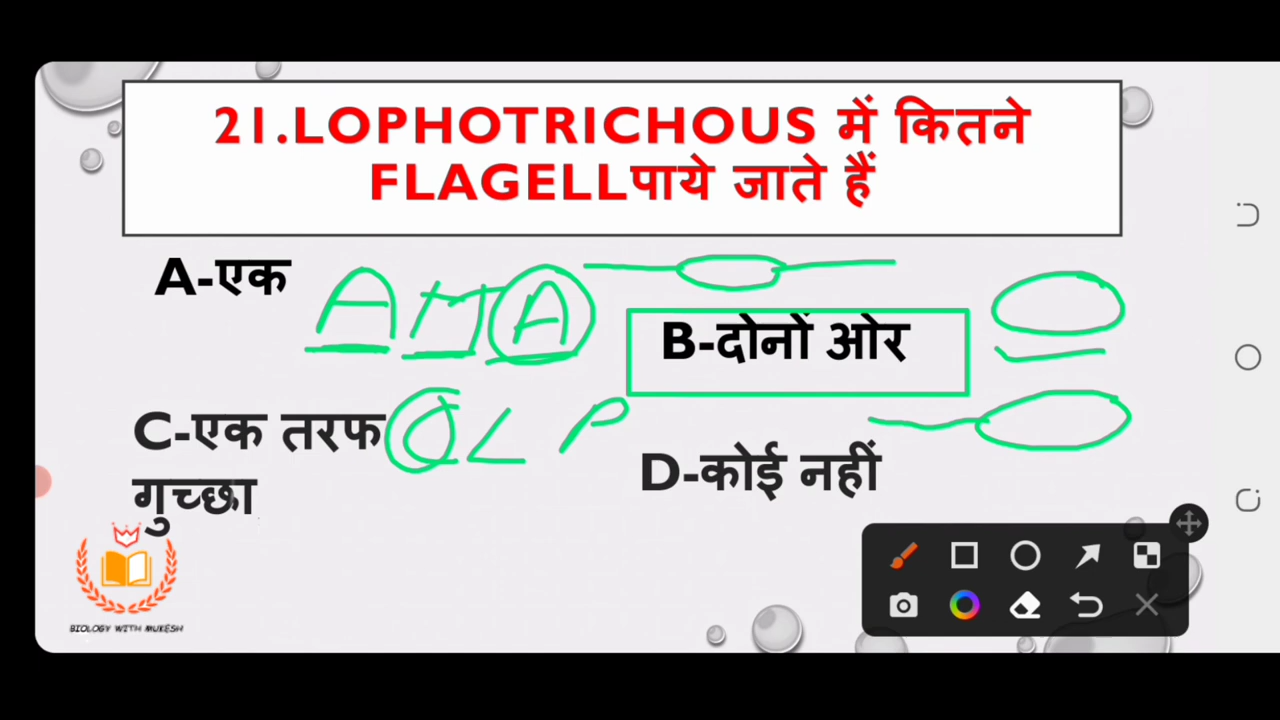 21.LOPHOTRICHOUS में कितने
FLAGELLपाये जाते हैं
A-एक
A M A
B-दोनों ओर
C-एक तरफ
गुच्छा
L P
D-कोई नहीं
BIOLOGY WITH MUKESH